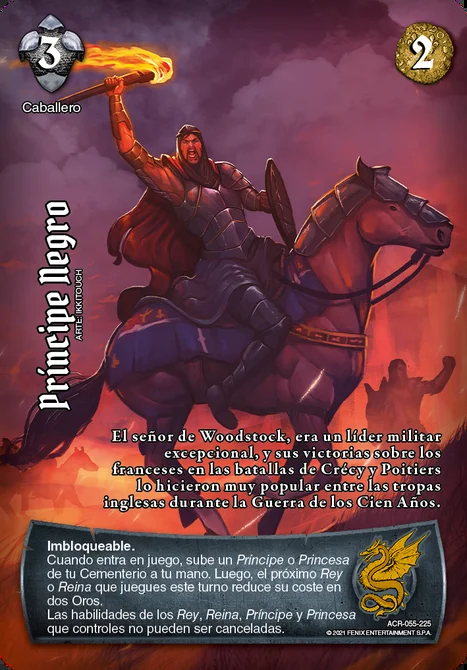 3
2
Caballero
Príncipe Negro
ARTE: IKKITOUCH
El señor de Woodstock, era un líder militar
excepcional, y sus victorias sobre los
franceses en las batallas de Crécy y Poitiers
lo hicieron muy popular entre las tropas
inglesas durante la Guerra de los Cien Años.
Imbloqueable.
Cuando entra en juego, sube un Príncipe o Princesa
de tu Cementerio a tu mano. Luego, el próximo Rey
o Reina que juegues este turno reduce su coste en
dos Oros.
Las habilidades de los Rey, Reina, Príncipe y Princesa
que controles no pueden ser canceladas.
ACR-055-225
© 2021 FENIX ENTERTAINMENT S.P.A.